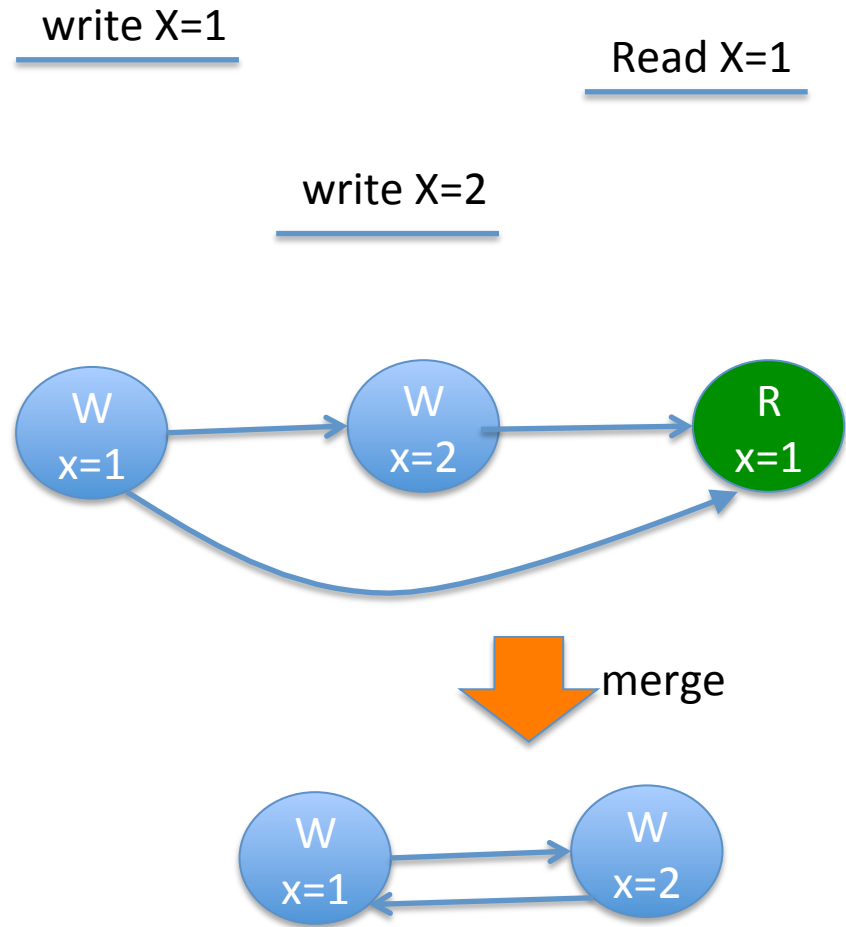 write X=1
Read X=1
write X=2
W
x=1
W
x=2
R
x=1
merge
W
x=1
W
x=2